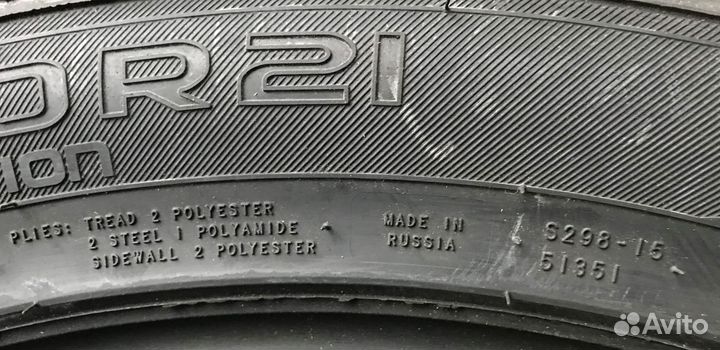 0R21
ion
PLIES: TREAD 2 POLYESTER
2 STEEL 1 POLYAMIDE
SIDEWALL 2 POLYESTER
MADE IN
RUSSIA
S298-15
51351
Avito